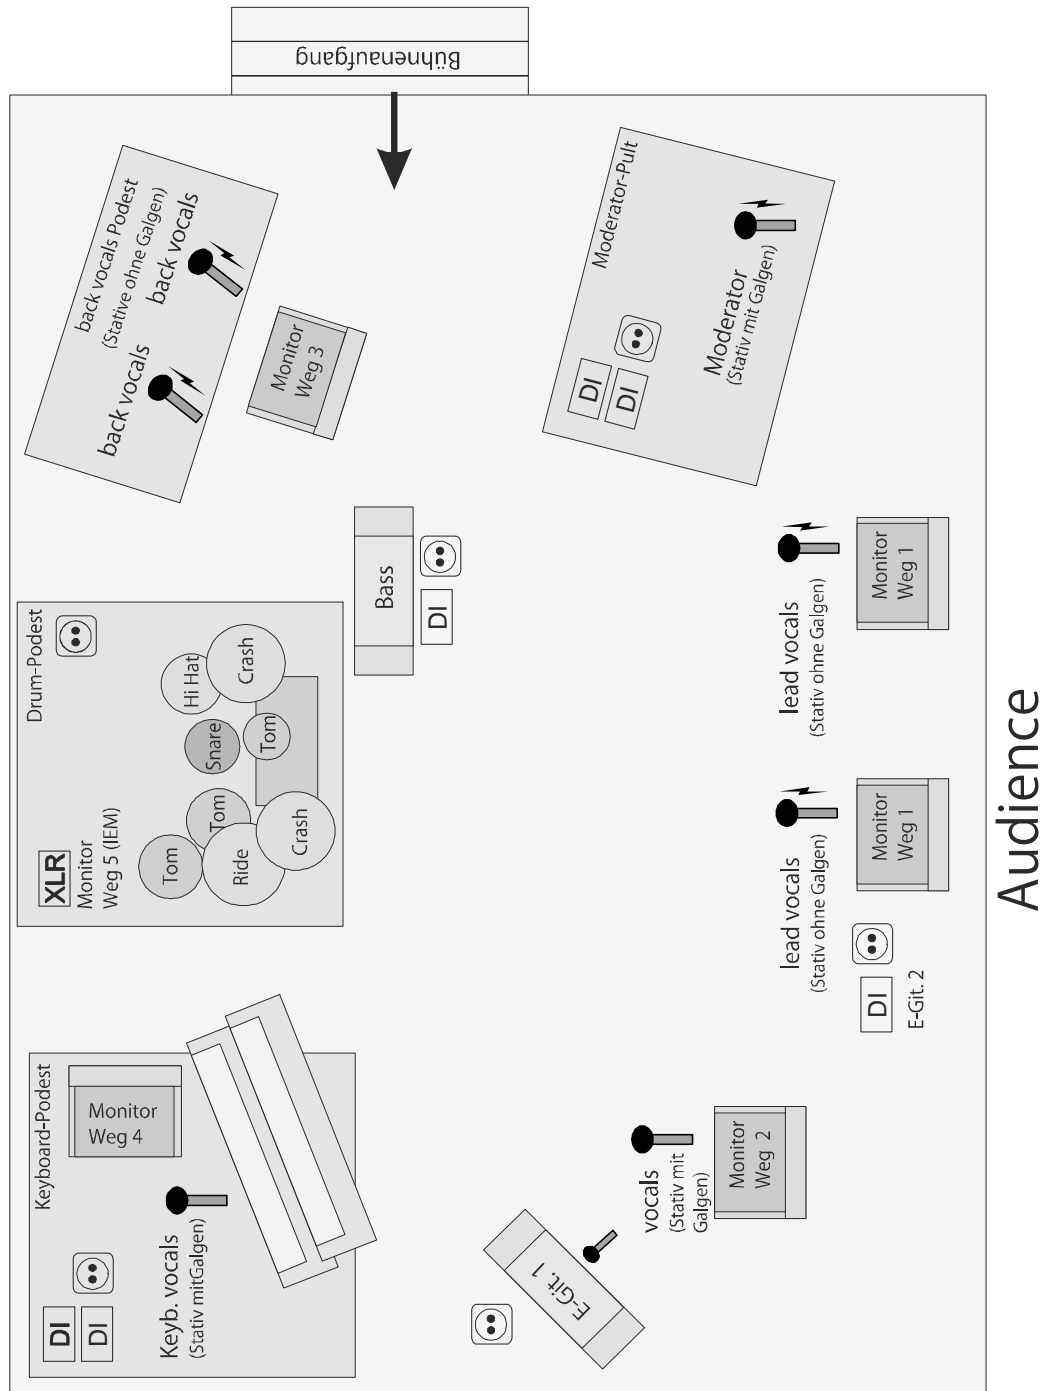 Bühnenaufgang
back vocals Podest
(Stative ohne Galgen)
back vocals
back vocals
Monitor
Weg 3
Moderator-Pult
Moderator
(Stativ mit Galgen)
DI
DI
Drum-Podest
Hi Hat
Crash
Snare
Tom
Tom
Tom
Ride
Crash
XLR
Monitor
Weg 5 (IEM)
Bass
DI
lead vocals
(Stativ ohne Galgen)
Monitor
Weg 1
lead vocals
(Stativ ohne Galgen)
Monitor
Weg 1
DI
E-Git. 2
Audience
Keyboard-Podest
Monitor
Weg 4
Keyb. vocals
(Stativ mitGalgen)
DI
DI
E-Git. 1
vocals
(Stativ mit
Galgen)
Monitor
Weg 2